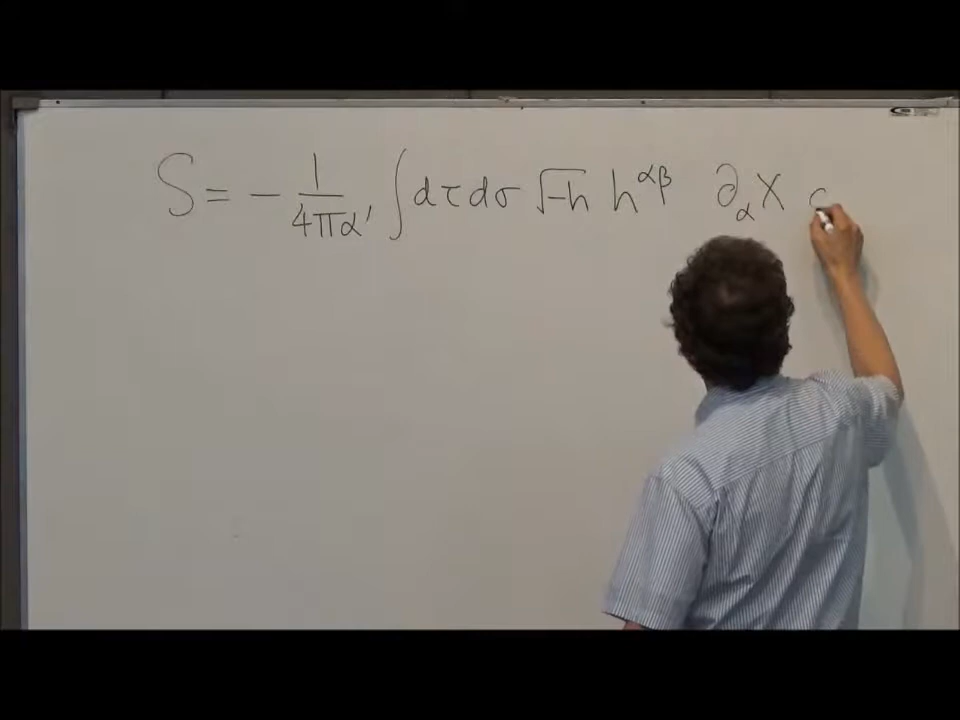 S = - 1/4πα' ∫ dτ dσ √-h h^αβ ∂_α X